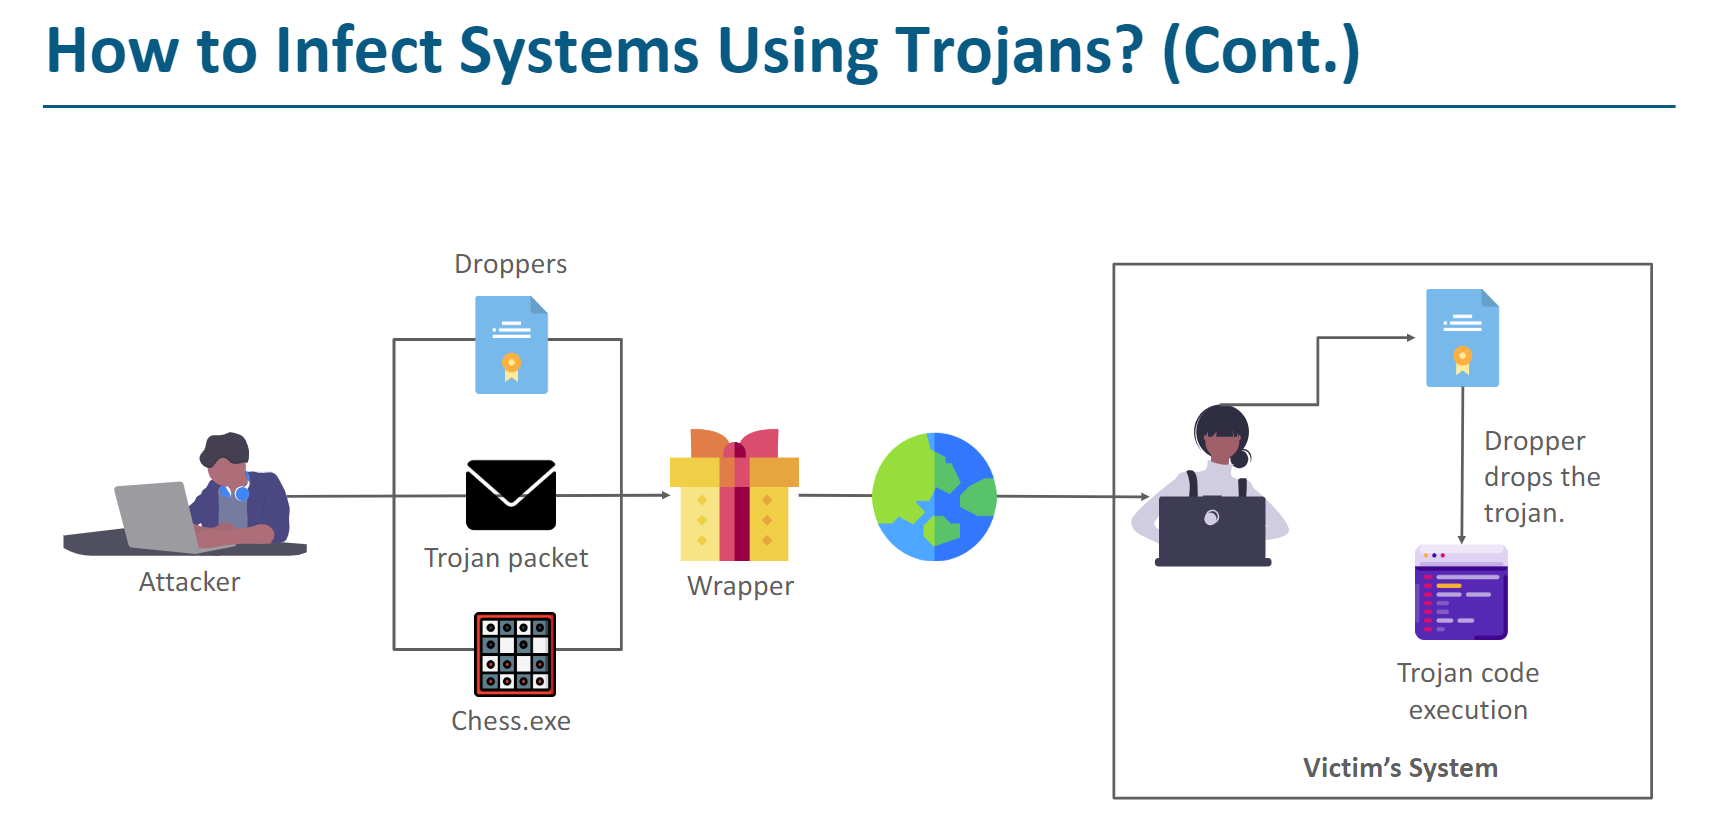 How to Infect Systems Using Trojans? (Cont.)
Droppers
Attacker
Trojan packet
Chess.exe
Wrapper
Dropper
drops the
trojan.
Trojan code
execution
Victim’s System